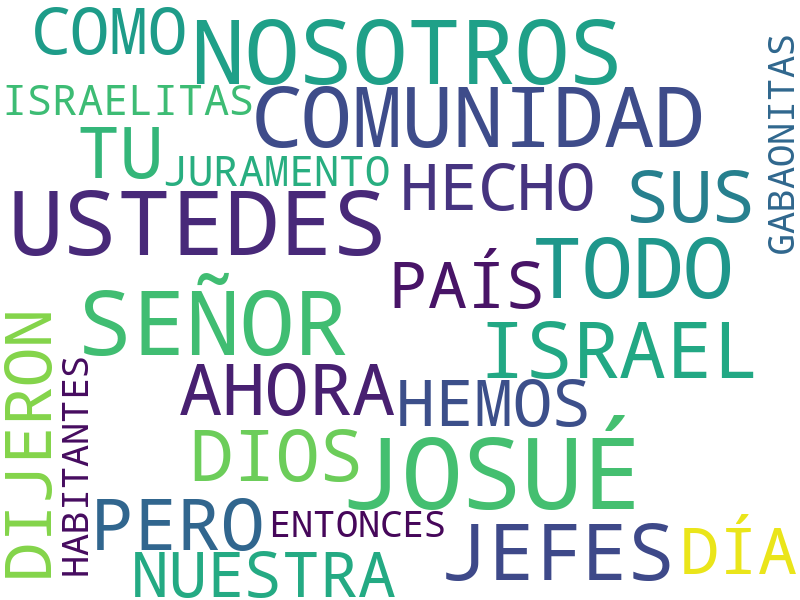 COMO
NOSOTROS
ISRAELITAS
COMUNIDAD
GABAONITAS
TU
JURAMENTO
HECHO
SUS
USTEDES
PAÍS
TODO
SEÑOR
ISRAEL
DIJERON
HABITANTES
AHORA
HEMOS
DIOS
JOSUÉ
PERO
ENTONCES
JEFES
DÍA
NUESTRA